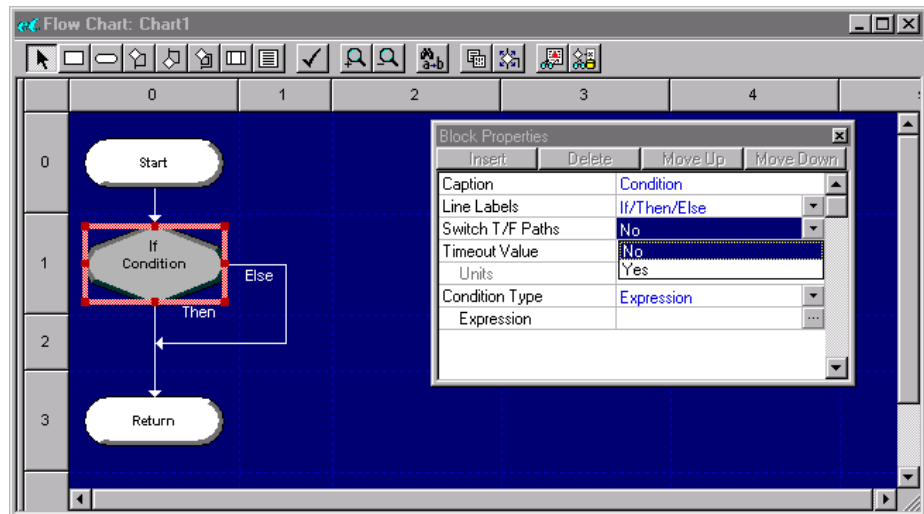 Flow Chart: Chart1
a→b
0 1 2 3 4
Block Properties
Insert Delete Move Up Move Down
Caption Condition
Line Labels If/Then/Else
Switch T/F Paths No
No
Timeout Value
Yes
Units
Condition Type Expression
Expression ...
0
Start
1
If
Condition
Else
Then
2
3
Return